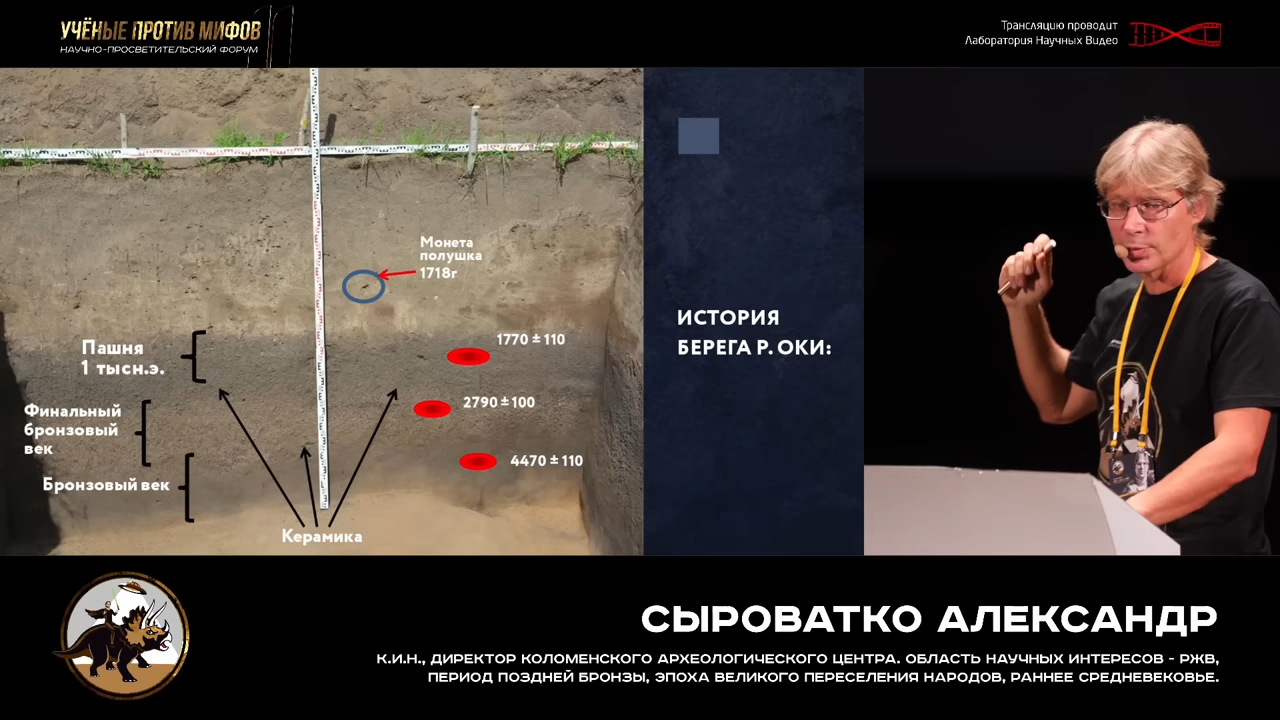 УЧЁНЫЕ ПРОТИВ МИФОВ
НАУЧНО-ПРОСВЕТИТЕЛЬСКИЙ ФОРУМ
11
Трансляцию проводит
Лаборатория Научных Видео
Монета
полушка
1718г
Пашня
1 тысн.э.
1770 ± 110
Финальный
бронзовый
век
2790 ± 100
Бронзовый век
4470 ± 110
Керамика
ИСТОРИЯ
БЕРЕГА Р. ОКИ:
СЫРОВАТКО АЛЕКСАНДР
К.И.Н., ДИРЕКТОР КОЛОМЕНСКОГО АРХЕОЛОГИЧЕСКОГО ЦЕНТРА. ОБЛАСТЬ НАУЧНЫХ ИНТЕРЕСОВ - РЖВ,
ПЕРИОД ПОЗДНЕЙ БРОНЗЫ, ЭПОХА ВЕЛИКОГО ПЕРЕСЕЛЕНИЯ НАРОДОВ, РАННЕЕ СРЕДНЕВЕКОВЬЕ.